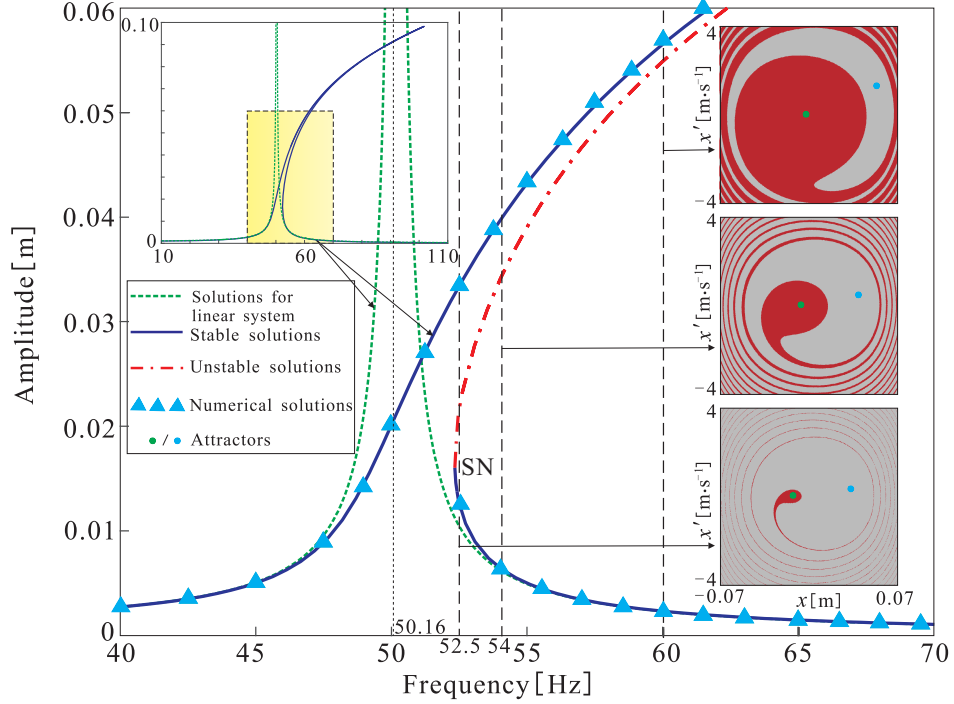 0.06
0.05
0.04
0.03
0.02
0.01
0
Amplitude[m]
40
45
50
55
60
65
70
50.16
52.5
54
Frequency[Hz]
0.10
0
10
60
110
Solutions for
linear system
Stable solutions
Unstable solutions
Numerical solutions
/ Attractors
SN
4
x′[m·s⁻¹]
−4
4
x′[m·s⁻¹]
−4
4
x′[m·s⁻¹]
−4
−0.07
x[m]
0.07